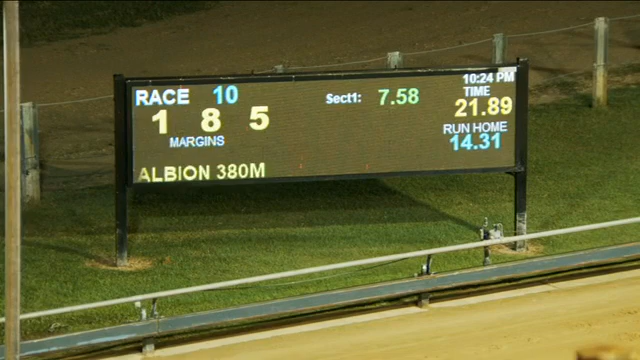 10:24 PM
RACE 10 Sect1: 7.58 TIME
1 8 5 21.89
MARGINS RUN HOME
14.31
ALBION 380M